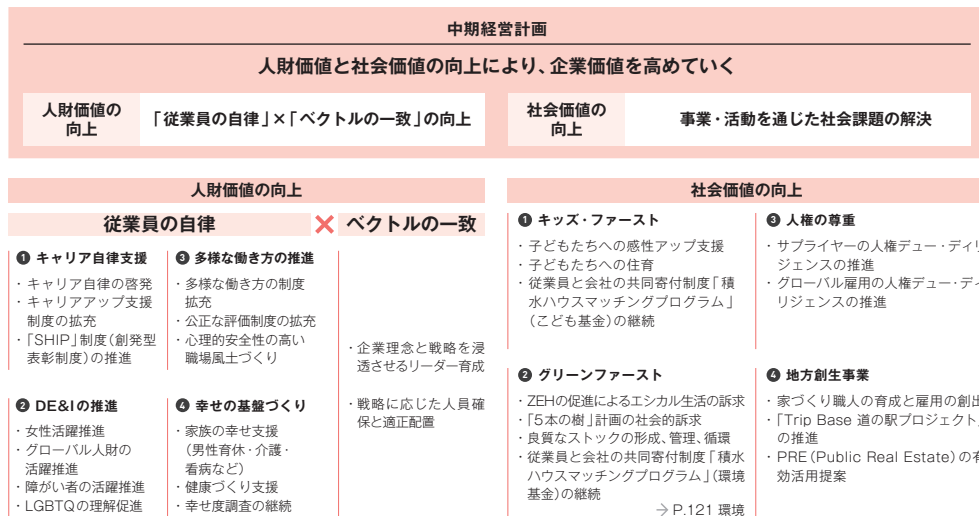 中期経営計画
人財価値と社会価値の向上により、企業価値を高めていく
人財価値の
向上
「従業員の自律」×「ベクトルの一致」の向上
社会価値の
向上
事業・活動を通じた社会課題の解決
人財価値の向上
従業員の自律
×
ベクトルの一致
❶ キャリア自律支援
・キャリア自律の啓発
・キャリアアップ支援
制度の拡充
・「SHIP」制度(創発型
表彰制度)の推進
❷ DE&Iの推進
・女性活躍推進
・グローバル人財の
活躍推進
・障がい者の活躍推進
・LGBTQの理解促進
❸ 多様な働き方の推進
・多様な働き方の制度
拡充
・公正な評価制度の拡充
・心理的安全性の高い
職場風土づくり
❹ 幸せの基盤づくり
・家族の幸せ支援
(男性育休・介護・
看病など)
・健康づくり支援
・幸せ度調査の継続
・企業理念と戦略を浸
透させるリーダー育成
・戦略に応じた人員確
保と適正配置
社会価値の向上
❶ キッズ・ファースト
・子どもたちへの感性アップ支援
・子どもたちへの住育
・従業員と会社の共同寄付制度「積
水ハウスマッチングプログラム」
(こども基金)の継続
❷ グリーンファースト
・ZEHの促進によるエシカル生活の訴求
・「5本の樹」計画の社会的訴求
・良質なストックの形成、管理、循環
・従業員と会社の共同寄付制度「積水
ハウスマッチングプログラム」(環境
基金)の継続
→ P.121 環境
❸ 人権の尊重
・サプライヤーの人権デュー・ディリ
ジェンスの推進
・グローバル雇用の人権デュー・ディ
リジェンスの推進
❹ 地方創生事業
・家づくり職人の育成と雇用の創出
・「Trip Base 道の駅プロジェクト」
の推進
・PRE(Public Real Estate)の有
効活用提案